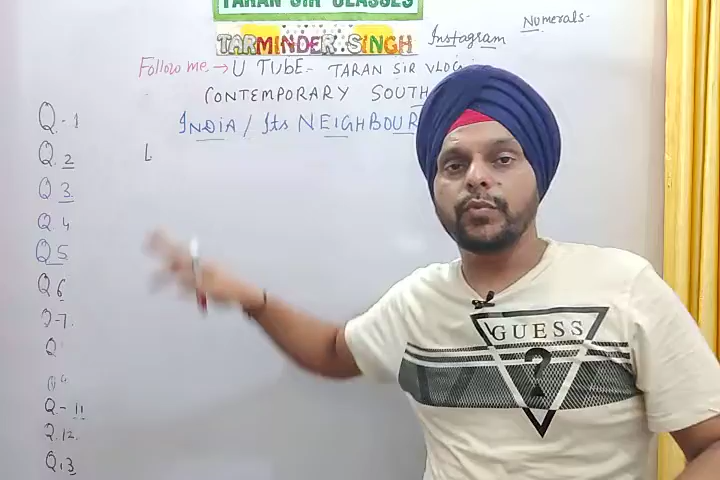 TARAN SIR CLASSES
Numerals-
TARMINDER.SINGH Instagram
Follow me → U TUBE- TARAN SIR VLOG
CONTEMPORARY SOUTH
INDIA / Its NEIGHBOUR
Q.-1
Q.2
Q 3
Q 4
Q 5
Q 6
Q-7.
Q
Q-11
Q.12.
Q.3
GUESS
?